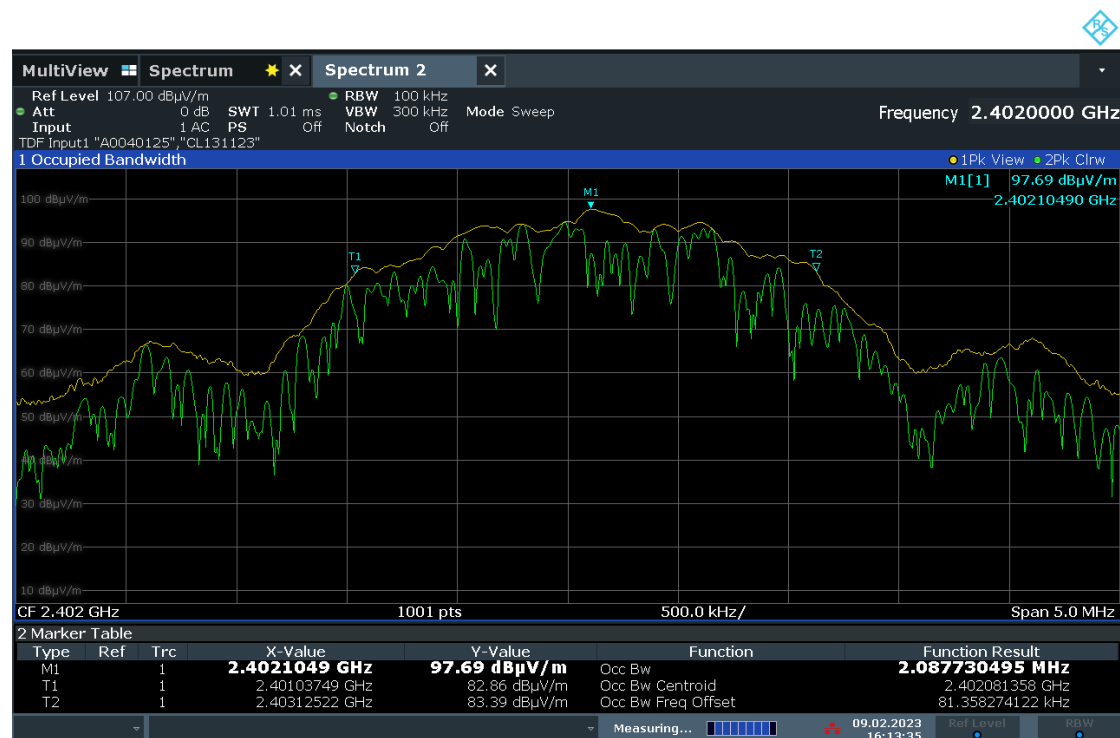 R&S
MultiView Spectrum Spectrum 2
Ref Level 107.00 dBµV/m RBW 100 kHz
Att 0 dB SWT 1.01 ms VBW 300 kHz Mode Sweep Frequency 2.4020000 GHz
Input 1 AC PS Off Notch Off
TDF Input1 "A0040125","CL131123"
1 Occupied Bandwidth 1Pk View 2Pk Clrw
M1[1] 97.69 dBµV/m
2.40210490 GHz
M1
100 dBµV/m
90 dBµV/m
T1
T2
80 dBµV/m
70 dBµV/m
60 dBµV/m
50 dBµV/m
40 dBµV/m
30 dBµV/m
20 dBµV/m
10 dBµV/m
CF 2.402 GHz 1001 pts 500.0 kHz/ Span 5.0 MHz
2 Marker Table
Type Ref Trc X-Value Y-Value Function Function Result
M1 1 2.4021049 GHz 97.69 dBµV/m Occ Bw 2.087730495 MHz
T1 1 2.40103749 GHz 82.86 dBµV/m Occ Bw Centroid 2.402081358 GHz
T2 1 2.40312522 GHz 83.39 dBµV/m Occ Bw Freq Offset 81.358274122 kHz
Measuring... 09.02.2023 Ref Level RBW
16:13:35